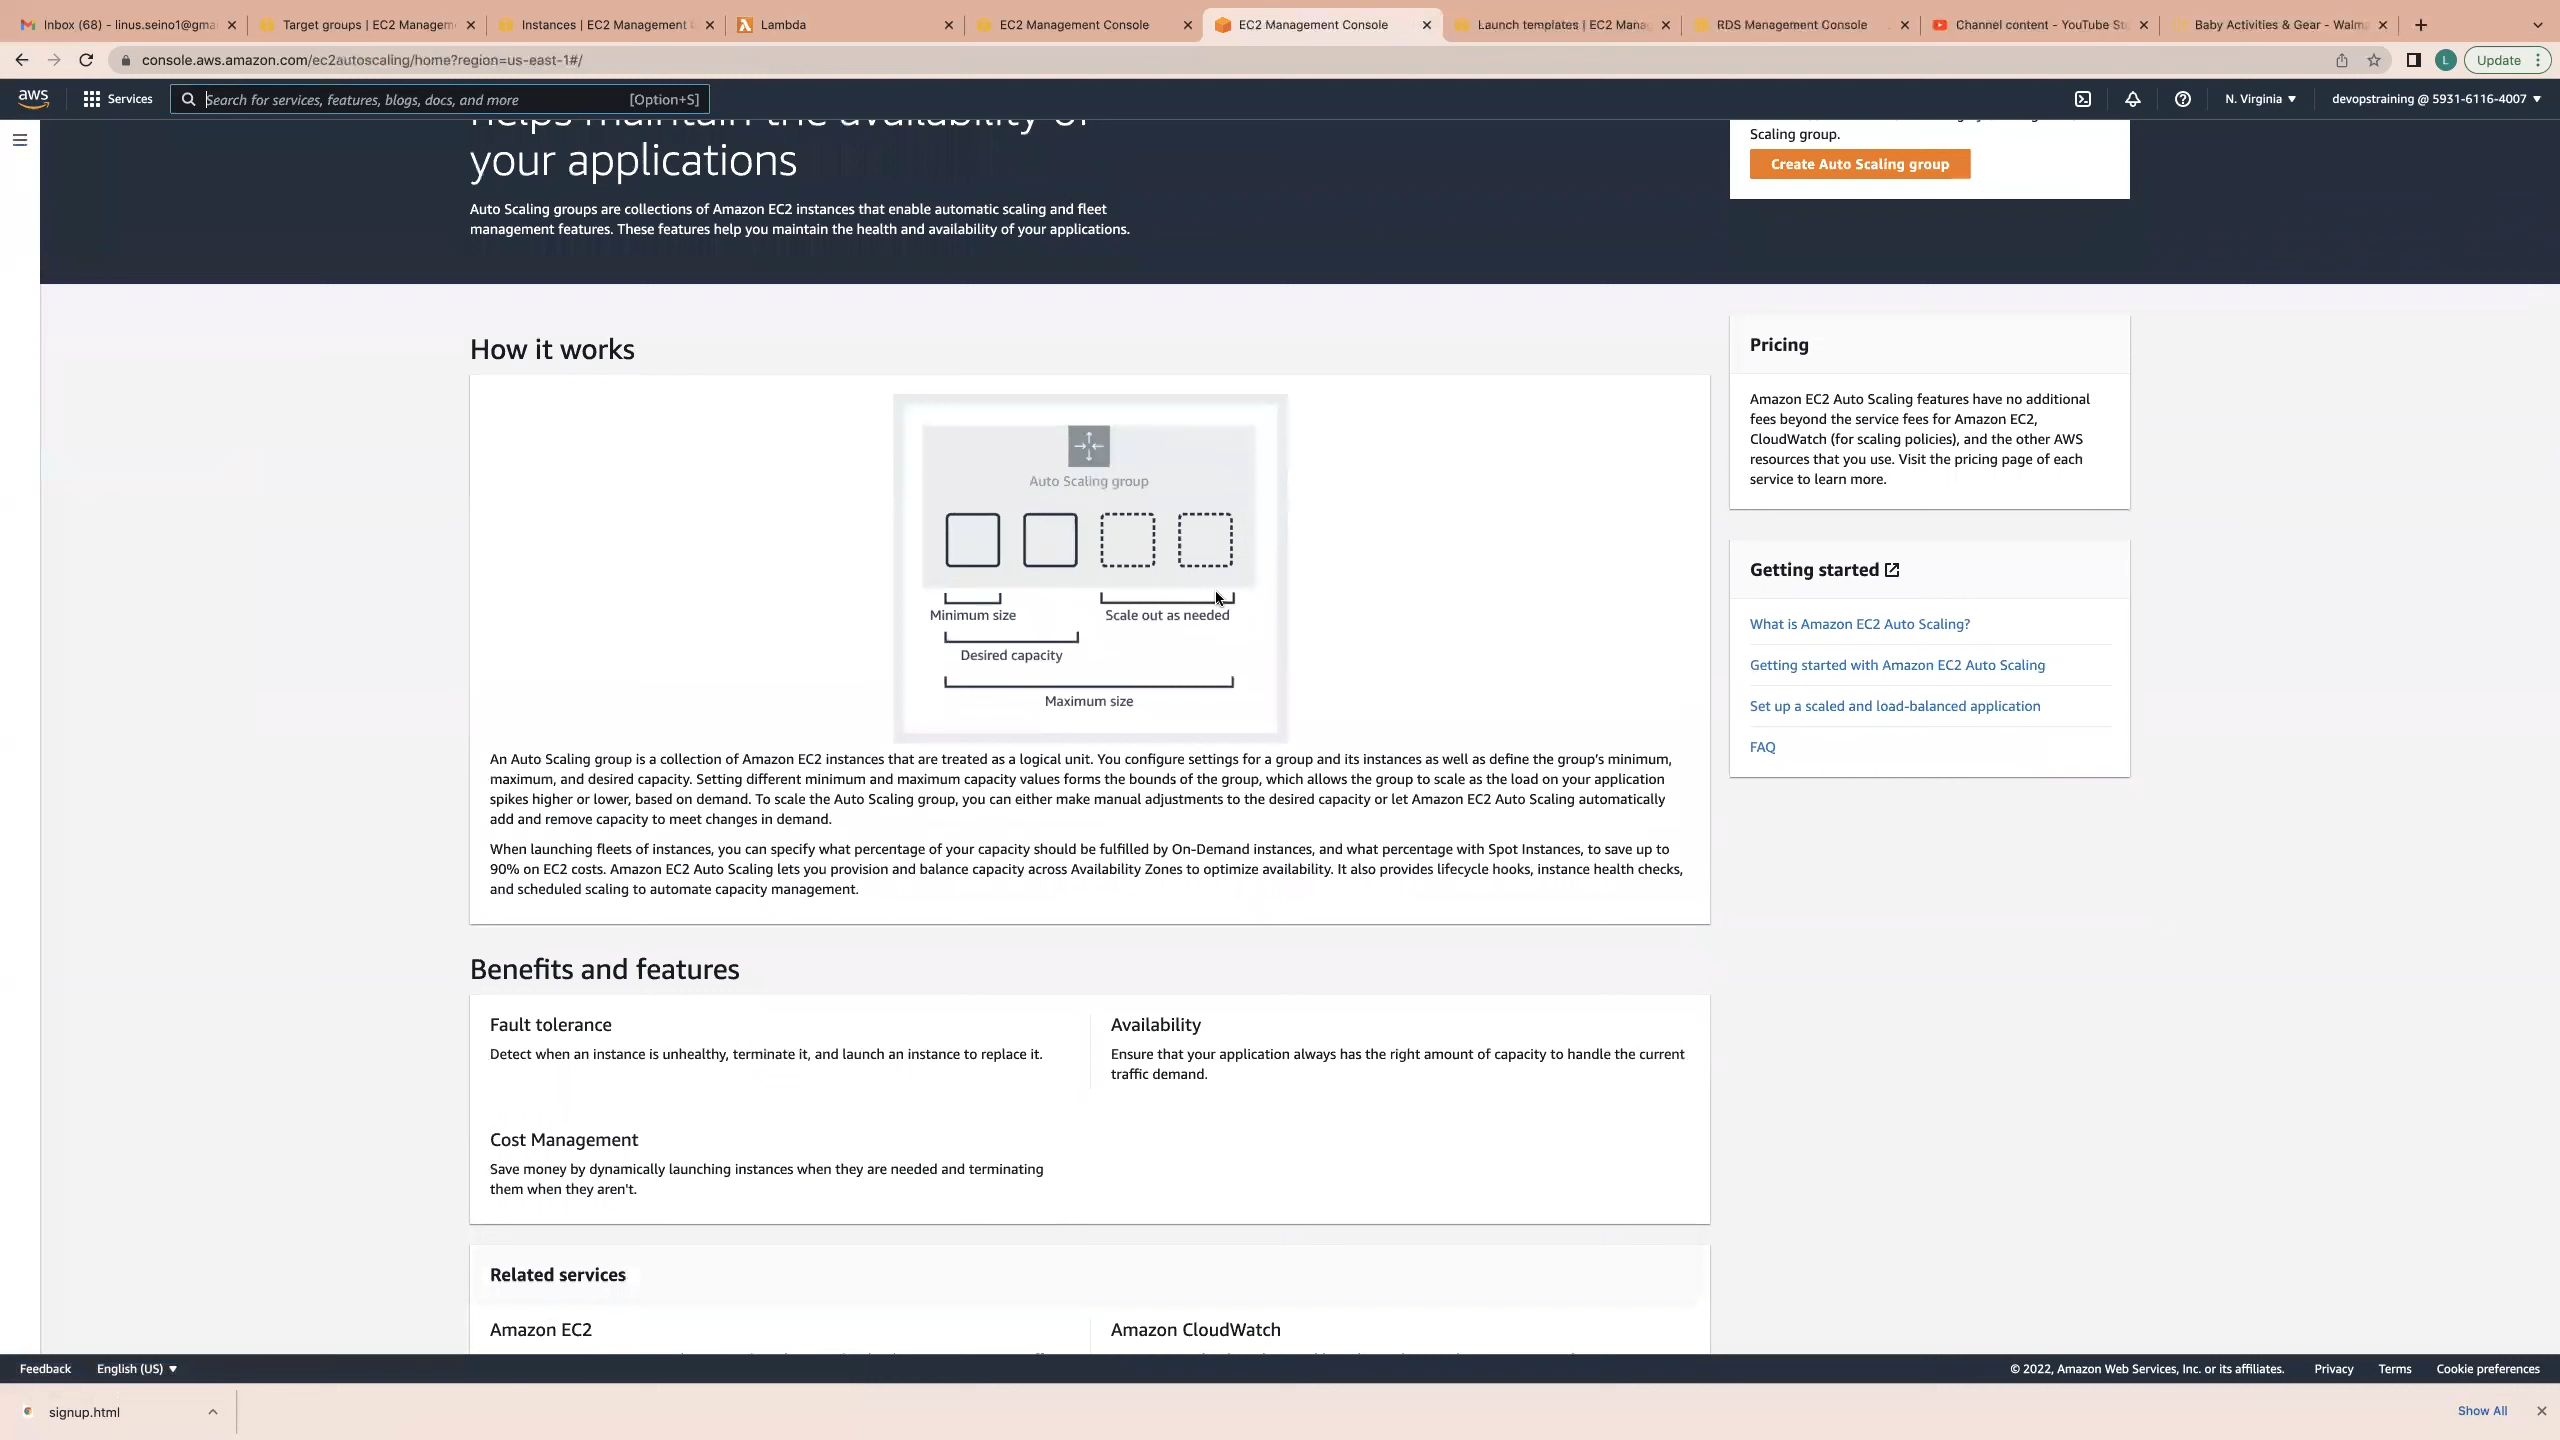 Inbox (68) - linus.seino1@gma
Target groups | EC2 Managem
Instances | EC2 Management C
Lambda
EC2 Management Console
EC2 Management Console
Launch templates | EC2 Mana
RDS Management Console
Channel content - YouTube St
Baby Activities & Gear - Walm
console.aws.amazon.com/ec2autoscaling/home?region=us-east-1#/
L
Update
aws
Services
Search for services, features, blogs, docs, and more
[Option+S]
N. Virginia
devopstraining @ 5931-6116-4007
helps maintain the availability of
your applications
Auto Scaling groups are collections of Amazon EC2 instances that enable automatic scaling and fleet
management features. These features help you maintain the health and availability of your applications.
Scaling group.
Create Auto Scaling group
How it works
Auto Scaling group
Minimum size
Scale out as needed
Desired capacity
Maximum size
An Auto Scaling group is a collection of Amazon EC2 instances that are treated as a logical unit. You configure settings for a group and its instances as well as define the group's minimum,
maximum, and desired capacity. Setting different minimum and maximum capacity values forms the bounds of the group, which allows the group to scale as the load on your application
spikes higher or lower, based on demand. To scale the Auto Scaling group, you can either make manual adjustments to the desired capacity or let Amazon EC2 Auto Scaling automatically
add and remove capacity to meet changes in demand.
When launching fleets of instances, you can specify what percentage of your capacity should be fulfilled by On-Demand instances, and what percentage with Spot Instances, to save up to
90% on EC2 costs. Amazon EC2 Auto Scaling lets you provision and balance capacity across Availability Zones to optimize availability. It also provides lifecycle hooks, instance health checks,
and scheduled scaling to automate capacity management.
Pricing
Amazon EC2 Auto Scaling features have no additional
fees beyond the service fees for Amazon EC2,
CloudWatch (for scaling policies), and the other AWS
resources that you use. Visit the pricing page of each
service to learn more.
Getting started
What is Amazon EC2 Auto Scaling?
Getting started with Amazon EC2 Auto Scaling
Set up a scaled and load-balanced application
FAQ
Benefits and features
Fault tolerance
Detect when an instance is unhealthy, terminate it, and launch an instance to replace it.
Availability
Ensure that your application always has the right amount of capacity to handle the current
traffic demand.
Cost Management
Save money by dynamically launching instances when they are needed and terminating
them when they aren't.
Related services
Amazon EC2
Amazon CloudWatch
Feedback
English (US)
© 2022, Amazon Web Services, Inc. or its affiliates.
Privacy
Terms
Cookie preferences
signup.html
Show All